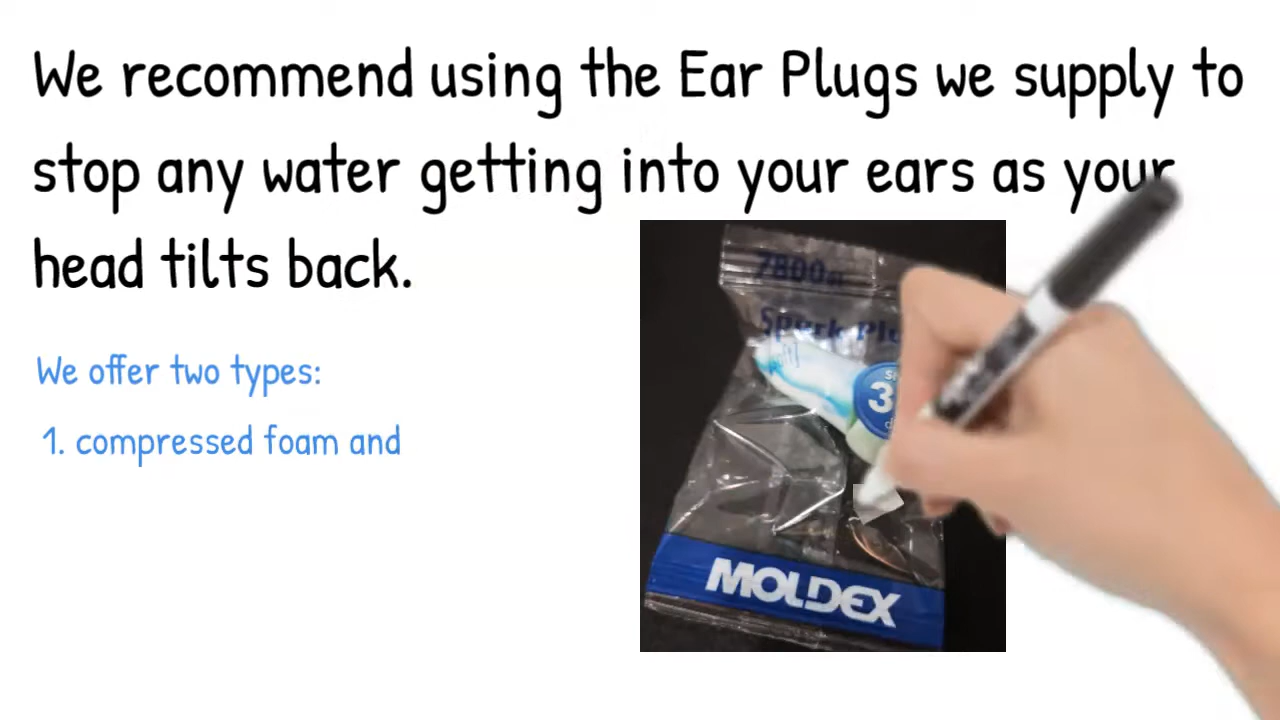 We recommend using the Ear Plugs we supply to
stop any water getting into your ears as your
head tilts back.
We offer two types:
1. compressed foam and
7800
MOLDEX